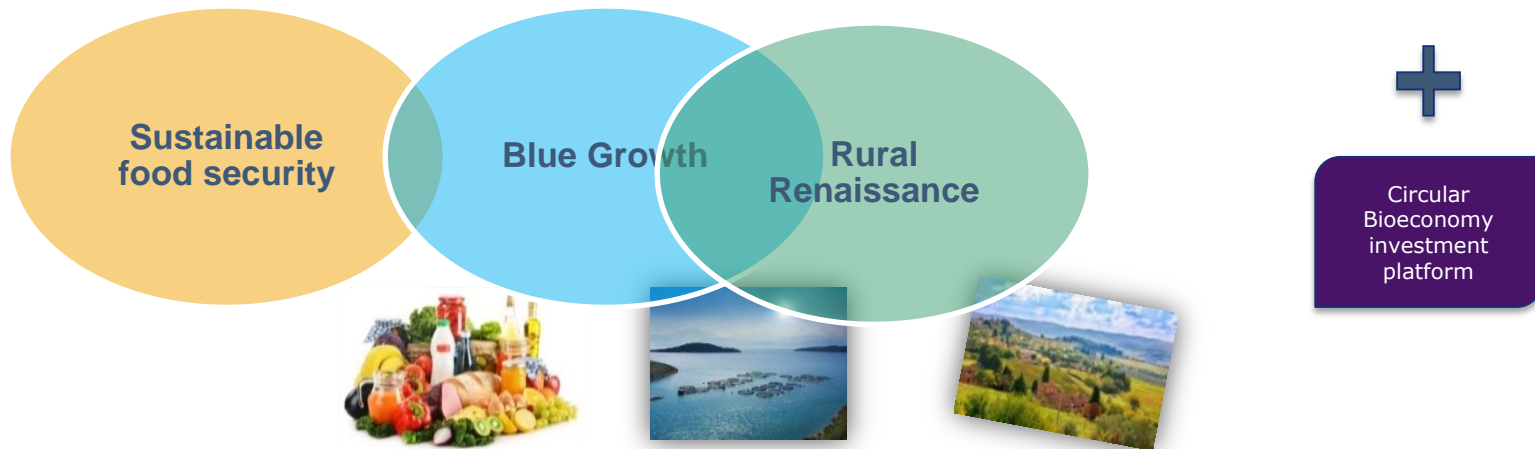 Sustainable
food security
Blue Growth
Rural
Renaissance
Circular
Bioeconomy
investment
platform